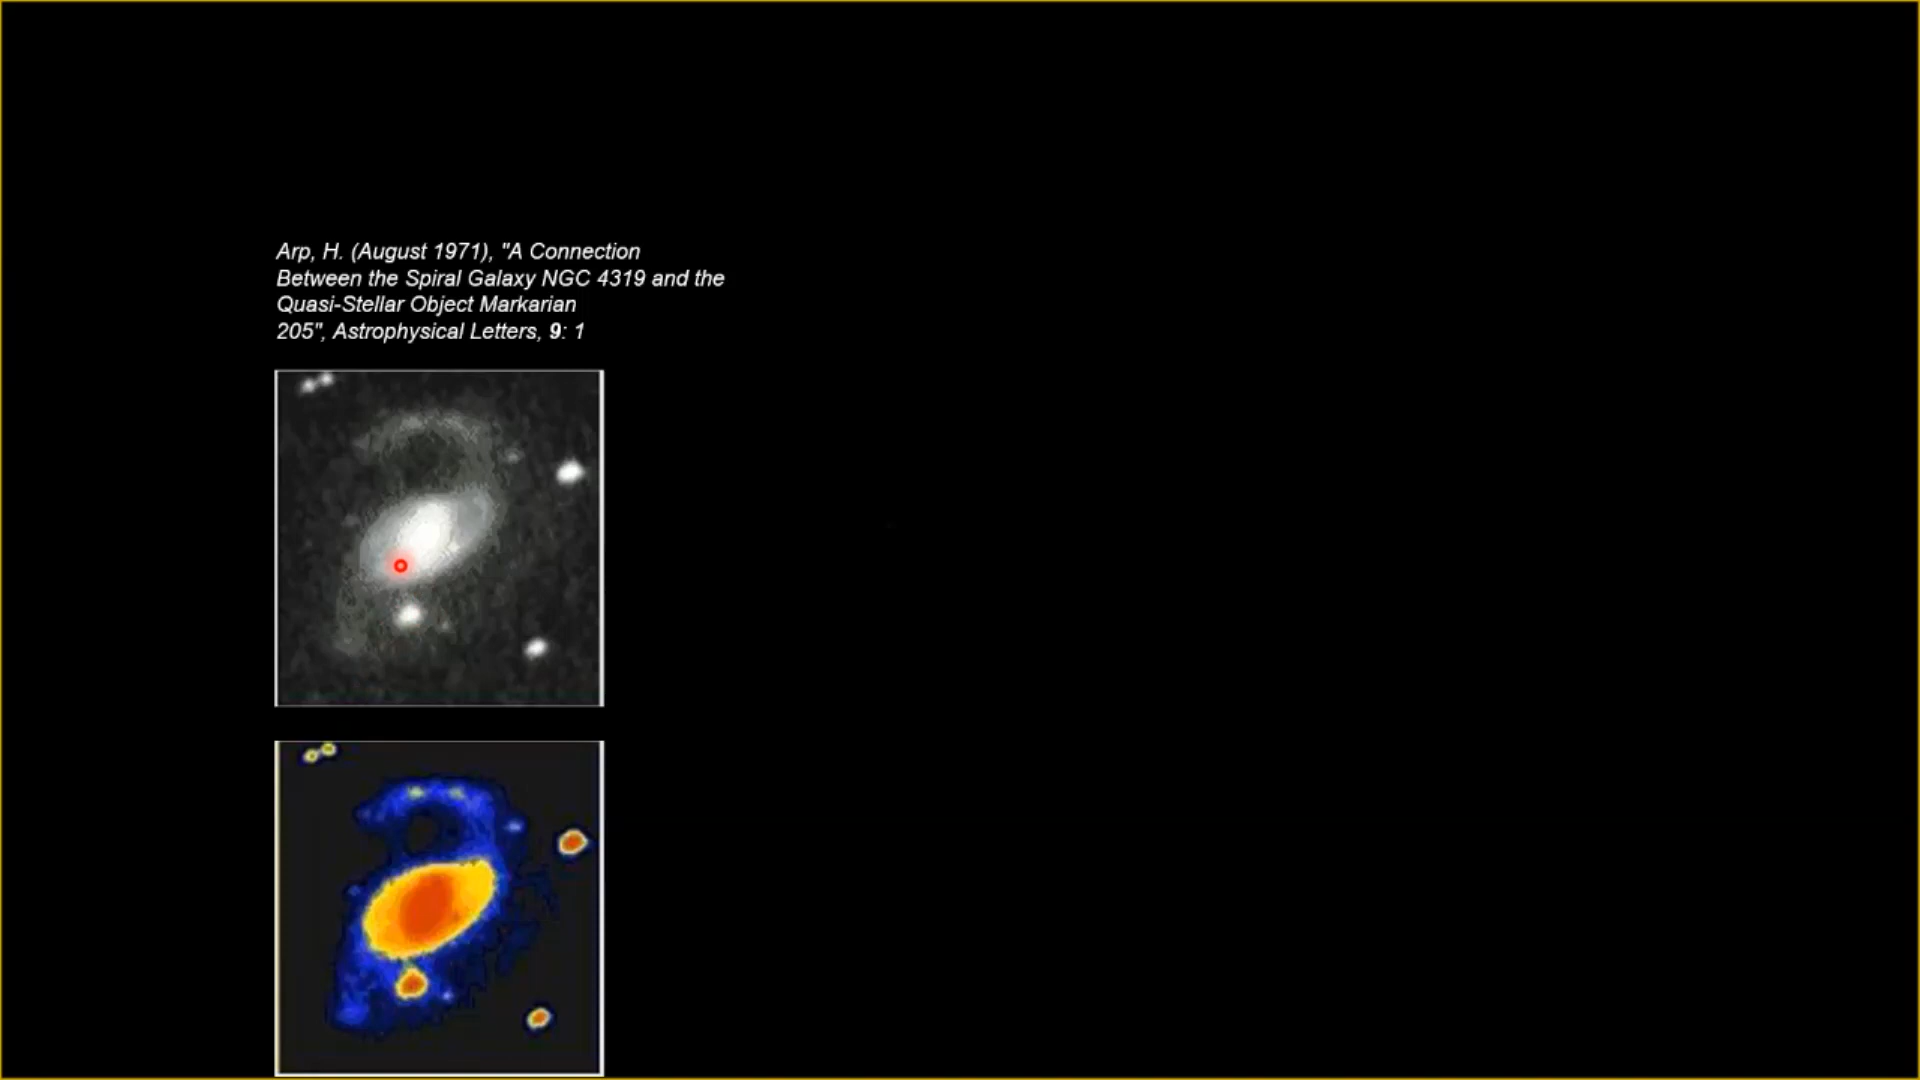 Arp, H. (August 1971), "A Connection
Between the Spiral Galaxy NGC 4319 and the
Quasi-Stellar Object Markarian
205", Astrophysical Letters, 9: 1